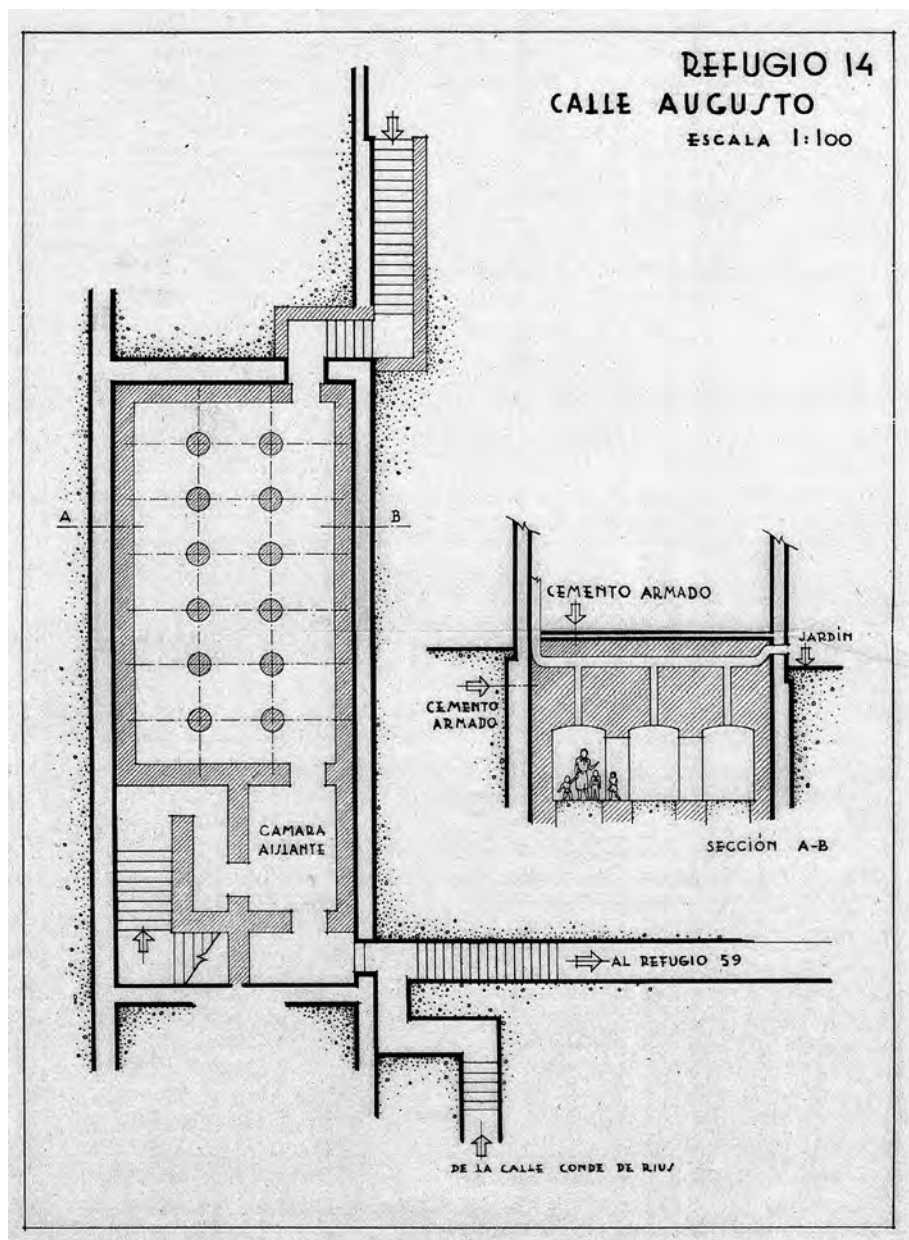 REFUGIO 14
CALLE AUGUSTO
ESCALA 1:100
A
B
CEMENTO ARMADO
JARDÍN
CEMENTO
ARMADO
CAMARA
AISLANTE
SECCIÓN A-B
AL REFUGIO 59
DE LA CALLE CONDE DE RIUS